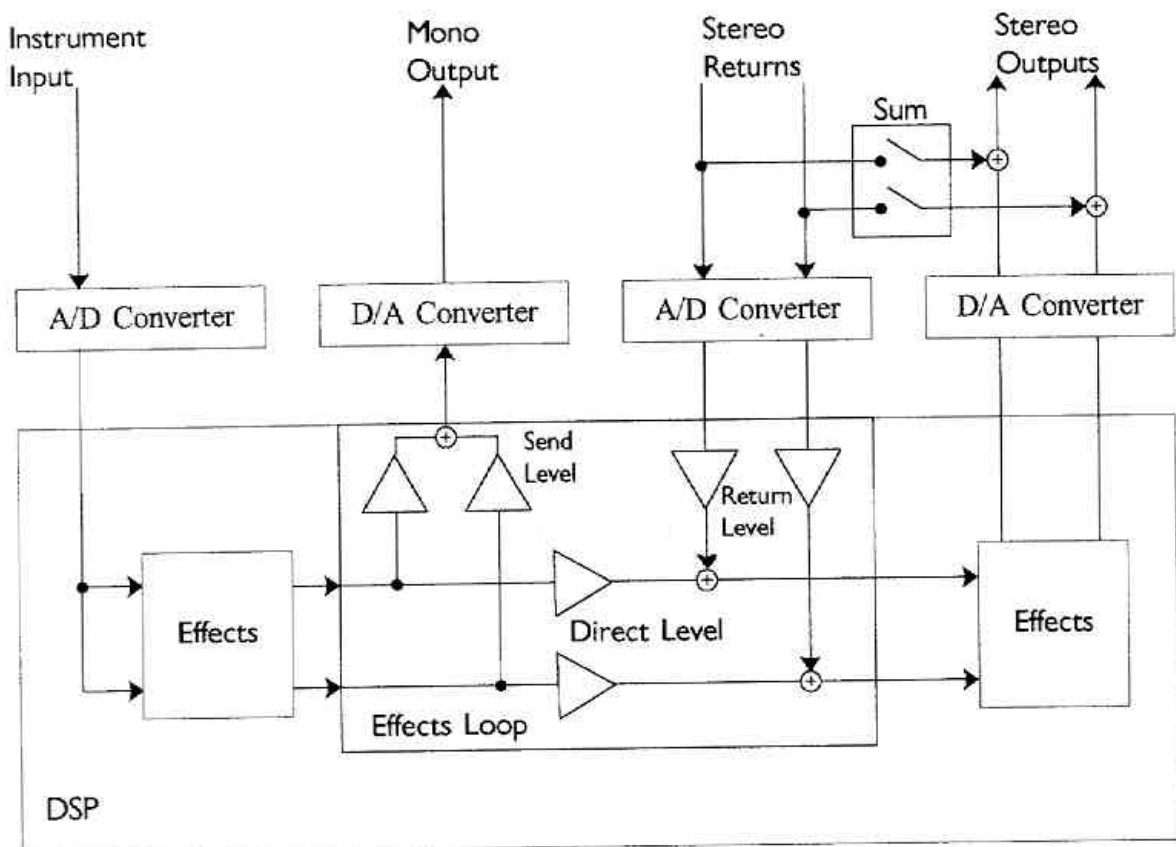 Instrument
Input
Mono
Output
Stereo
Returns
Stereo
Outputs
Sum
A/D Converter
D/A Converter
A/D Converter
D/A Converter
Send
Level
Return
Level
Effects
Direct Level
Effects
Effects Loop
DSP